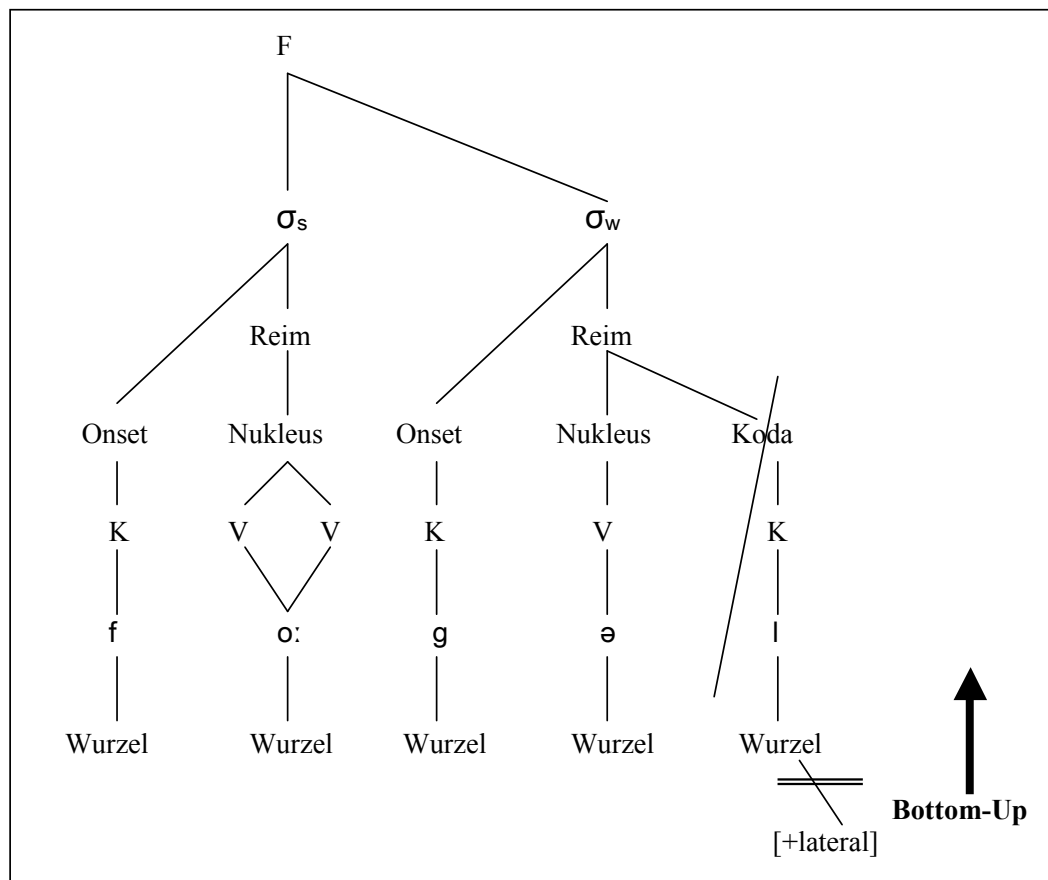 F
σs σw
Reim Reim
Onset Nukleus Onset Nukleus Koda
K V V K V K
f oː g ə l
Wurzel Wurzel Wurzel Wurzel Wurzel
Bottom-Up
[+lateral]